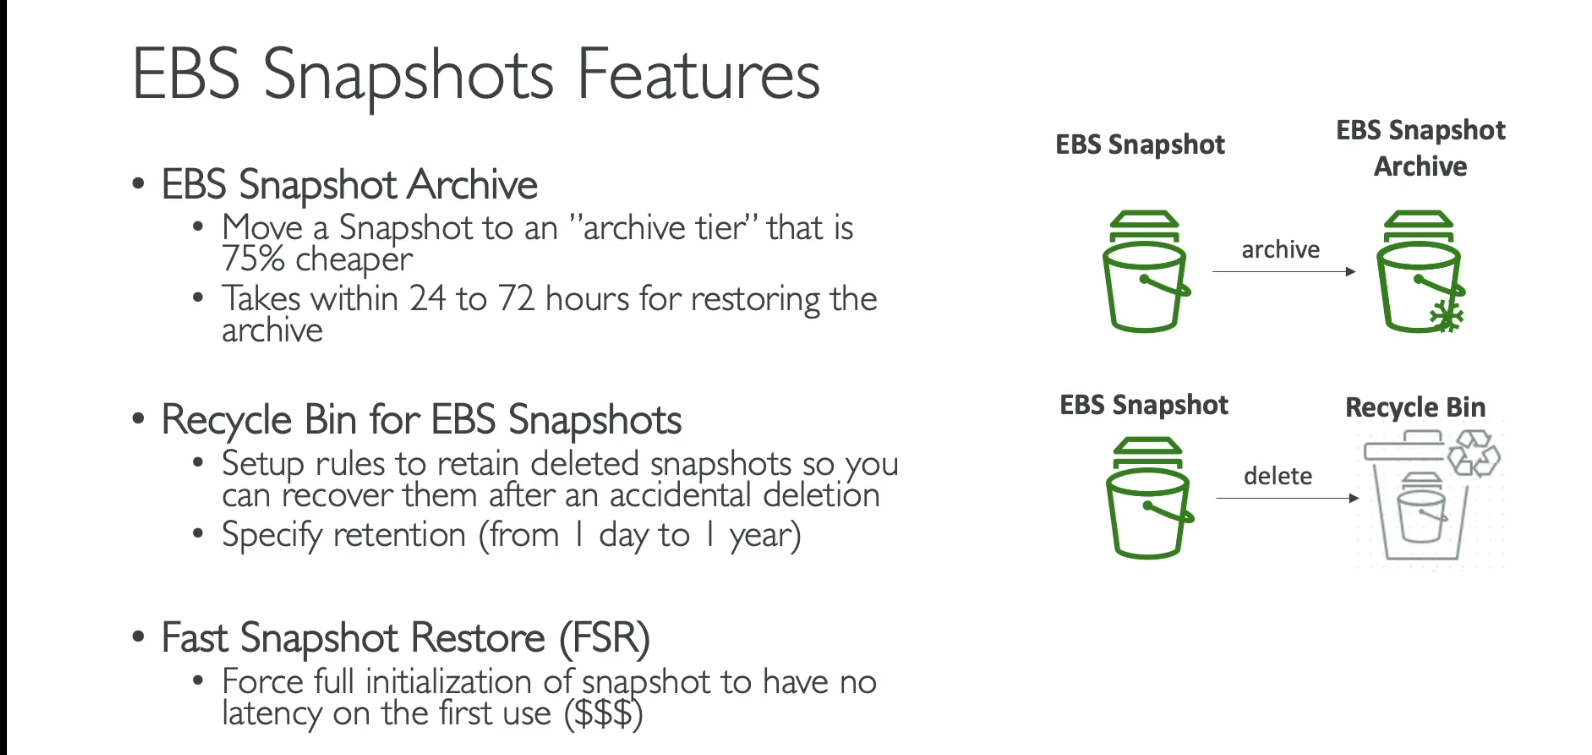 EBS Snapshots Features
• EBS Snapshot Archive
• Move a Snapshot to an ”archive tier” that is
75% cheaper
• Takes within 24 to 72 hours for restoring the
archive
• Recycle Bin for EBS Snapshots
• Setup rules to retain deleted snapshots so you
can recover them after an accidental deletion
• Specify retention (from 1 day to 1 year)
• Fast Snapshot Restore (FSR)
• Force full initialization of snapshot to have no
latency on the first use ($$$)
EBS Snapshot
EBS Snapshot
Archive
archive
EBS Snapshot
Recycle Bin
delete